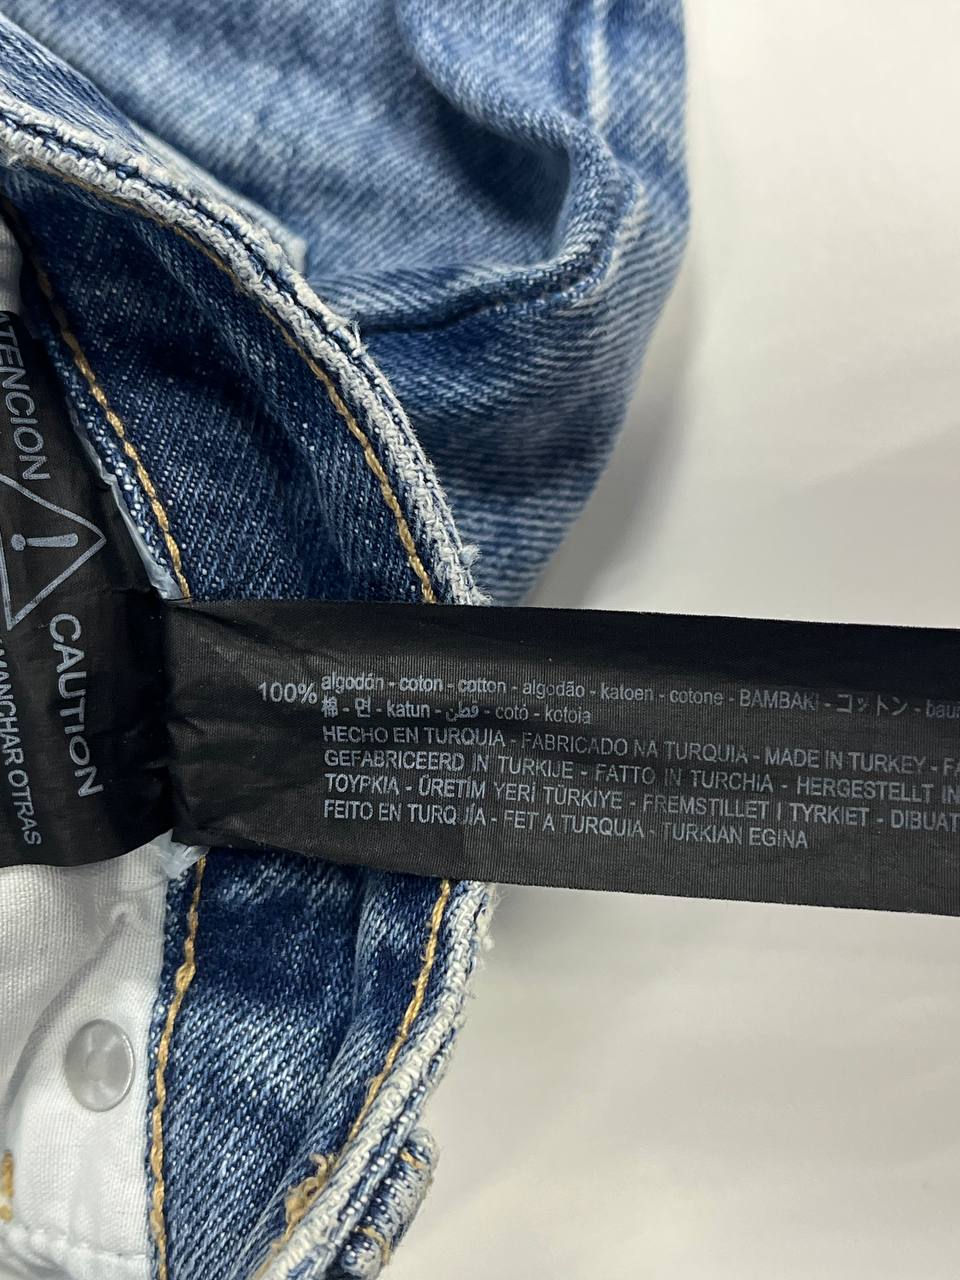 ATENCION
CAUTION
MANCHAR OTRAS
100% algodón - coton - cotton - algodão - katoen - cotone - BAMBAKI - コットン -
棉 - 면 - katun - قطن - cotó - kotoia
HECHO EN TURQUIA - FABRICADO NA TURQUIA - MADE IN TURKEY -
GEFABRICEERD IN TURKIJE - FATTO IN TURCHIA - HERGESTELLT IN
ΤΟΥΡΚΙΑ - ÜRETİM YERİ TÜRKİYE - FREMSTILLET I TYRKIET -
FEITO EN TURQUÍA - FET A TURQUIA - TURKIAN EGINA